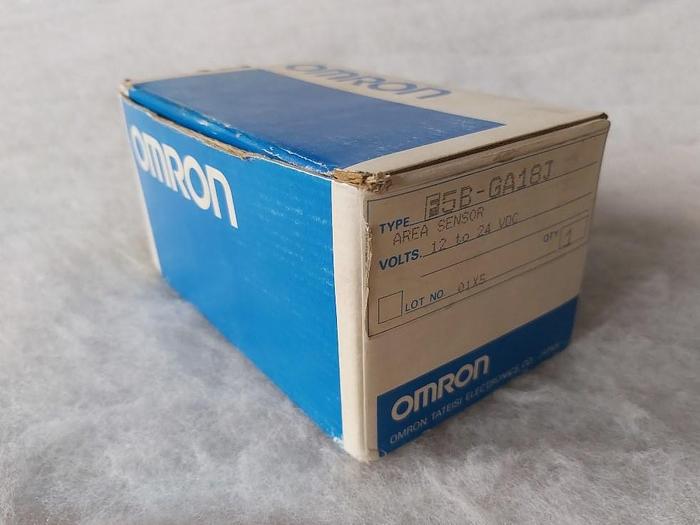 OMRON
OMRON
TYPE F5B-GA18J
AREA SENSOR
VOLTS. 12 to 24 VDC
QTY 1
LOT NO. 01X5
OMRON
OMRON TATEISI ELECTRONICS CO. JAPAN